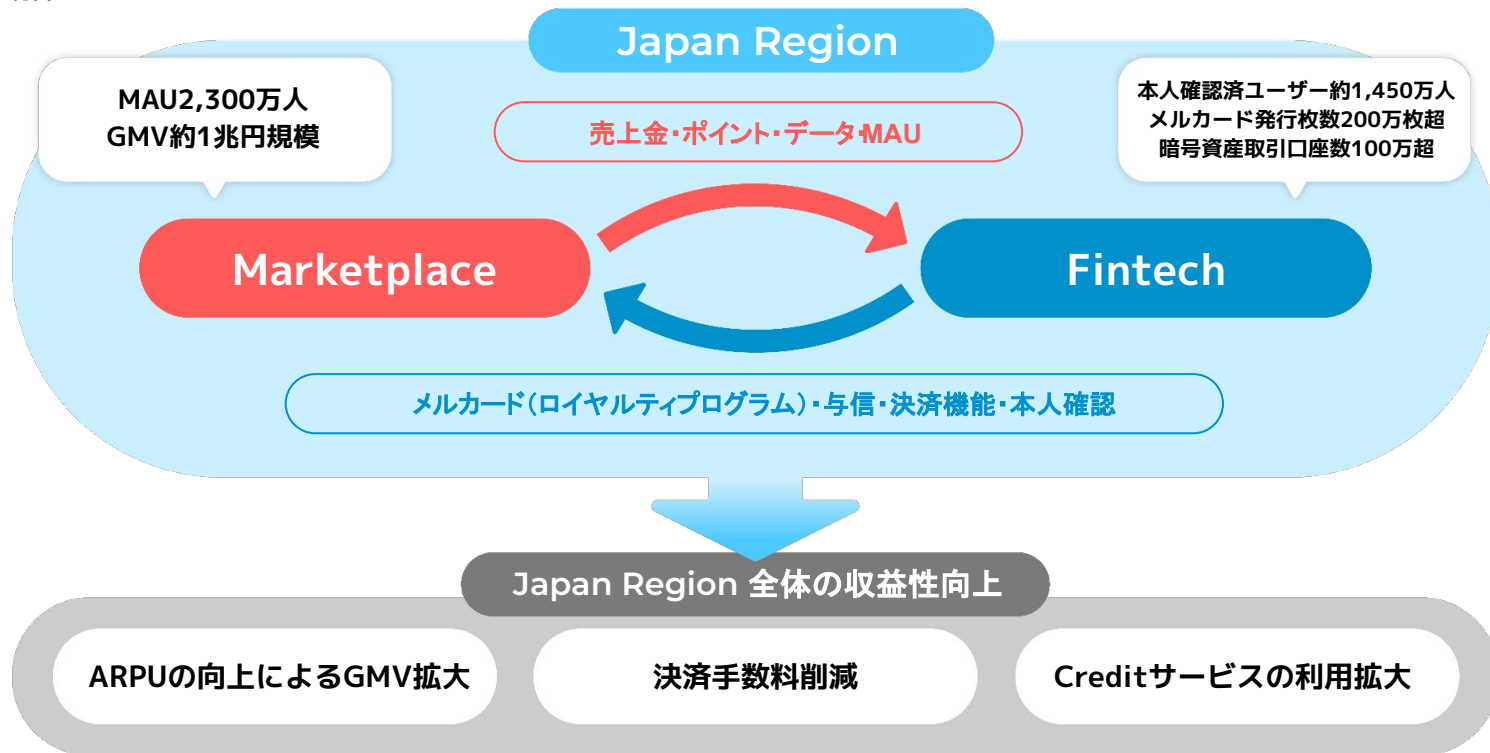 Japan Region
MAU2,300万人
GMV約1兆円規模
本人確認済ユーザー約1,450万人
メルカード発行枚数200万枚超
暗号資産取引口座数100万超
売上金・ポイント・データ・MAU
Marketplace
Fintech
メルカード（ロイヤルティプログラム）・与信・決済機能・本人確認
Japan Region 全体の収益性向上
ARPUの向上によるGMV拡大
決済手数料削減
Creditサービスの利用拡大